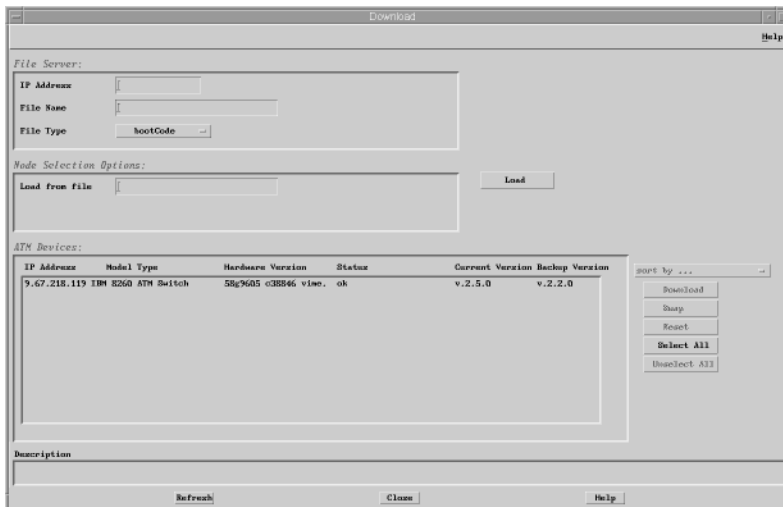 Download
Help
File Server:
IP Address
File Name
File Type bootCode
Node Selection Options:
Load from file
Load
ATM Devices:
IP Address Model Type Hardware Version Status Current Version Backup Version
9.67.218.119 IBM 8260 ATM Switch 58g9605 c38846 vime. ok v.2.5.0 v.2.2.0
sort by ...
Download
Swap
Reset
Select All
Unselect All
Description
Refresh Close Help